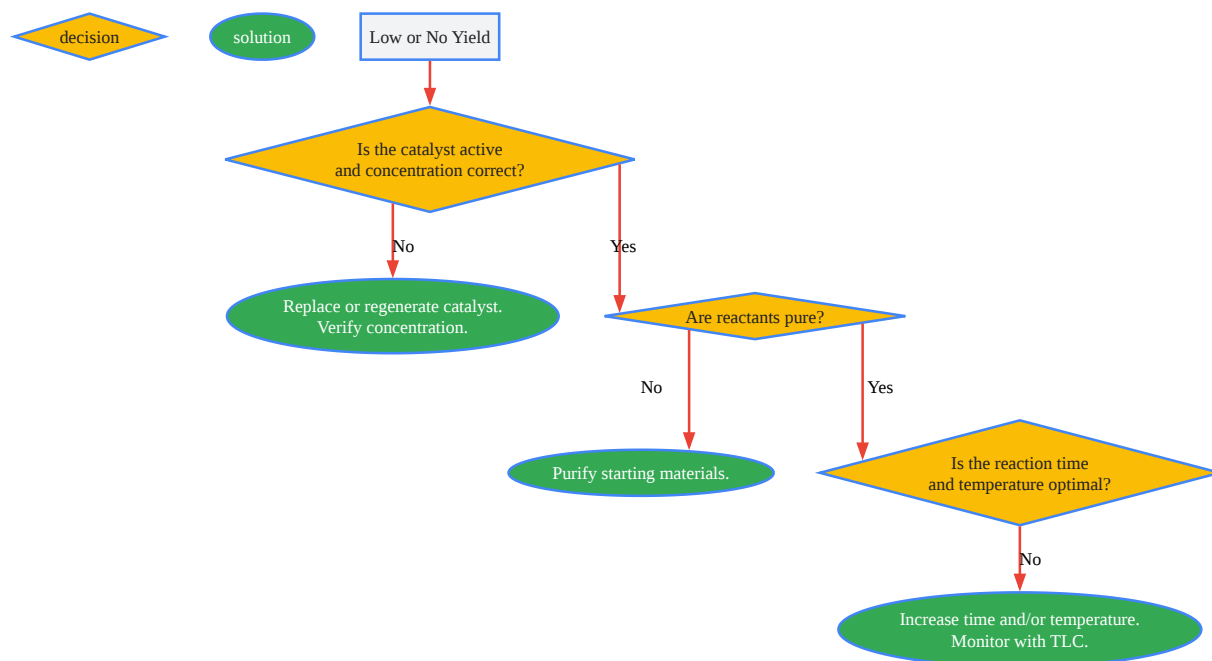 decision
solution
Low or No Yield
Is the catalyst active
and concentration correct?
No
Yes
Replace or regenerate catalyst.
Verify concentration.
Are reactants pure?
No
Yes
Purify starting materials.
Is the reaction time
and temperature optimal?
No
Increase time and/or temperature.
Monitor with TLC.